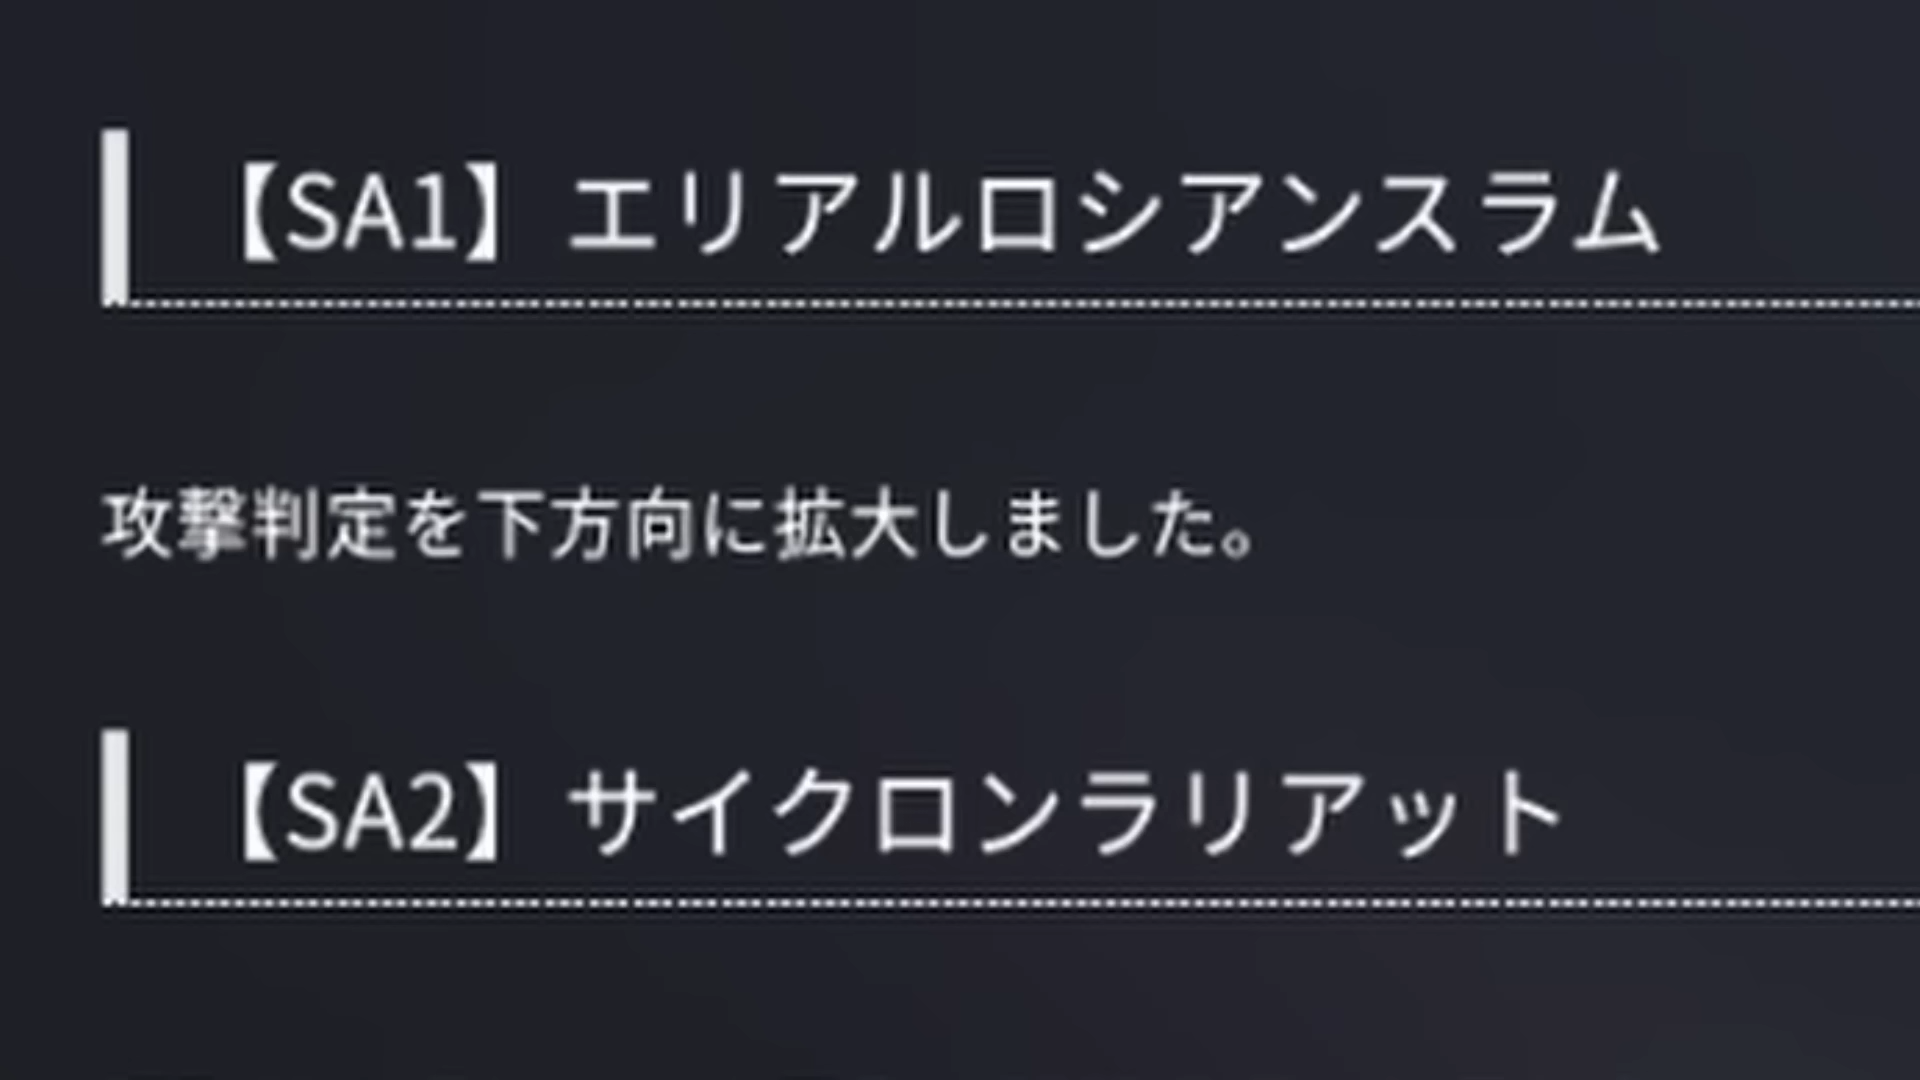 【SA1】エリアルロシアンスラム
攻撃判定を下方向に拡大しました。
【SA2】サイクロンラリアット